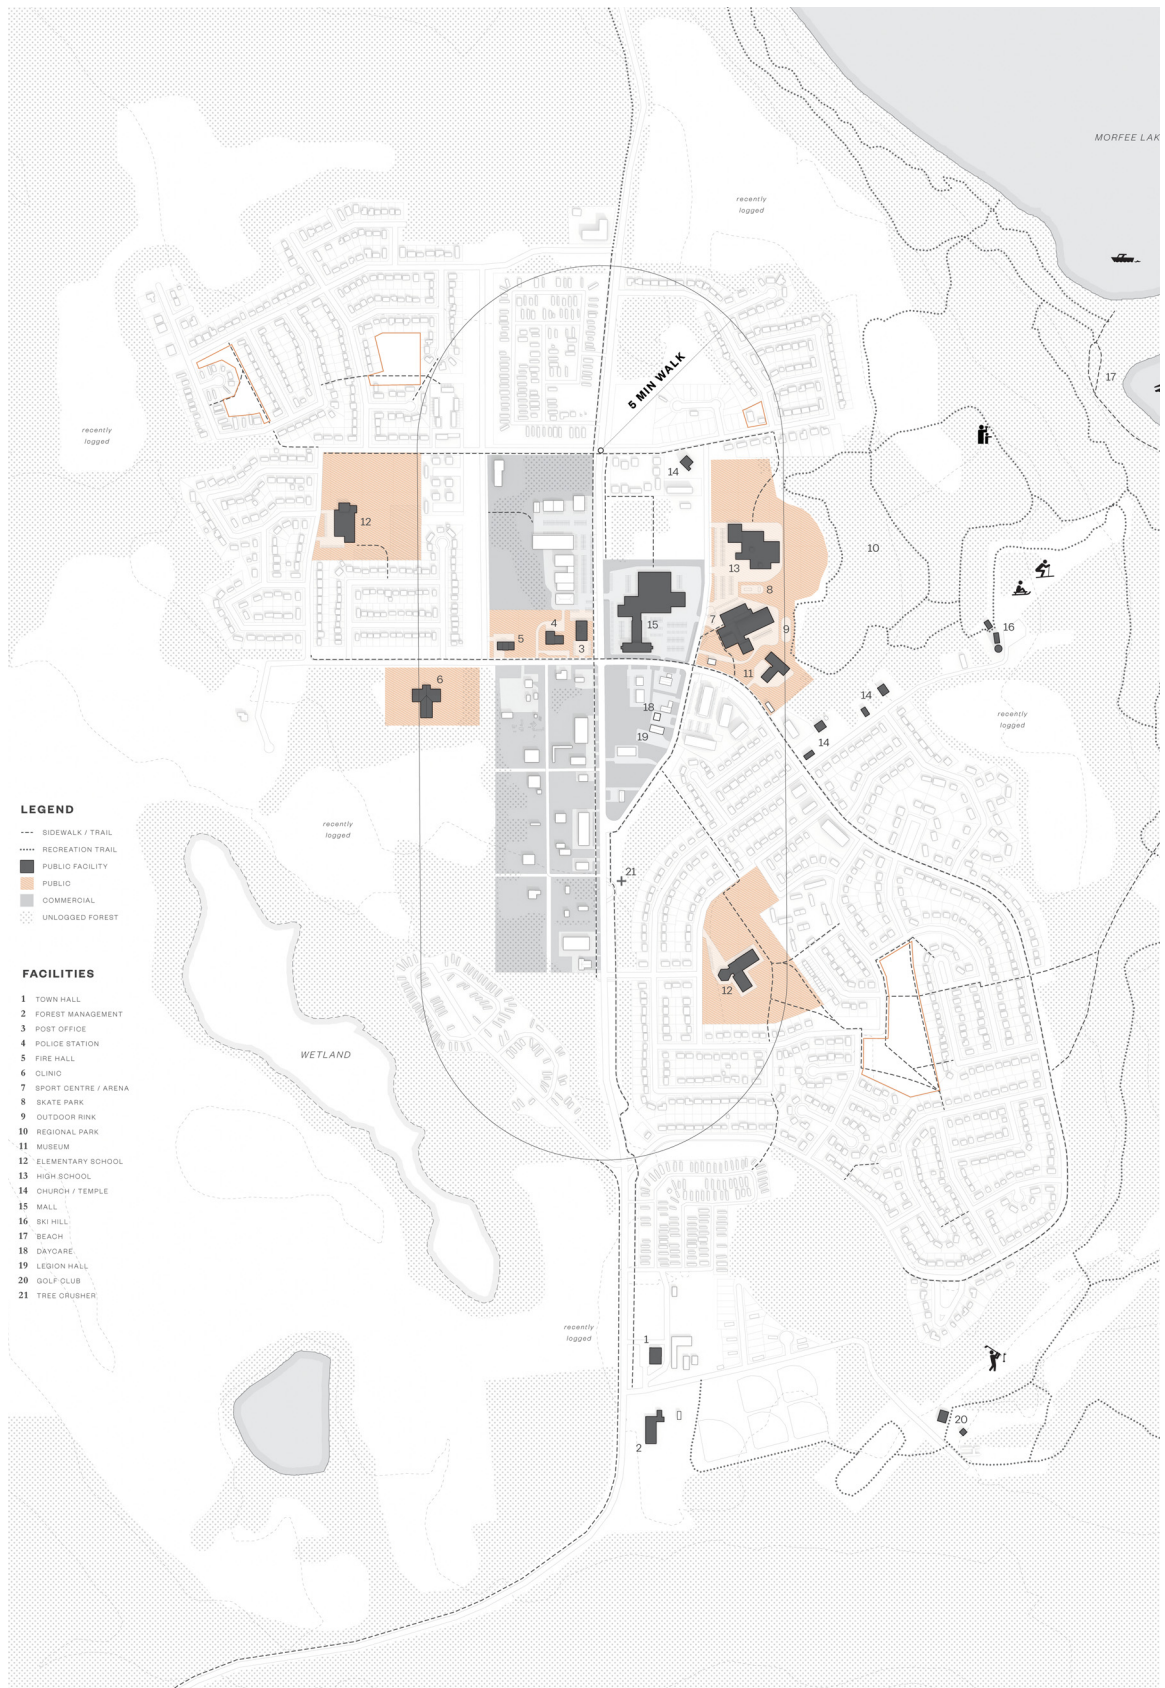 MORFEE LAK
recently
logged
5 MIN WALK
17
recently
logged
14
12
10
13
8
7
9
4
15
5
3
16
11
6
14
18
recently
logged
19
14
LEGEND
SIDEWALK / TRAIL
RECREATION TRAIL
PUBLIC FACILITY
PUBLIC
COMMERCIAL
UNLOGGED FOREST
recently
logged
21
12
FACILITIES
1 TOWN HALL
2 FOREST MANAGEMENT
3 POST OFFICE
4 POLICE STATION
5 FIRE HALL
6 CLINIC
7 SPORT CENTRE / ARENA
8 SKATE PARK
9 OUTDOOR RINK
10 REGIONAL PARK
11 MUSEUM
12 ELEMENTARY SCHOOL
13 HIGH SCHOOL
14 CHURCH / TEMPLE
15 MALL
16 SKI HILL
17 BEACH
18 DAYCARE
19 LEGION HALL
20 GOLF CLUB
21 TREE CRUSHER
WETLAND
recently
logged
1
20
2